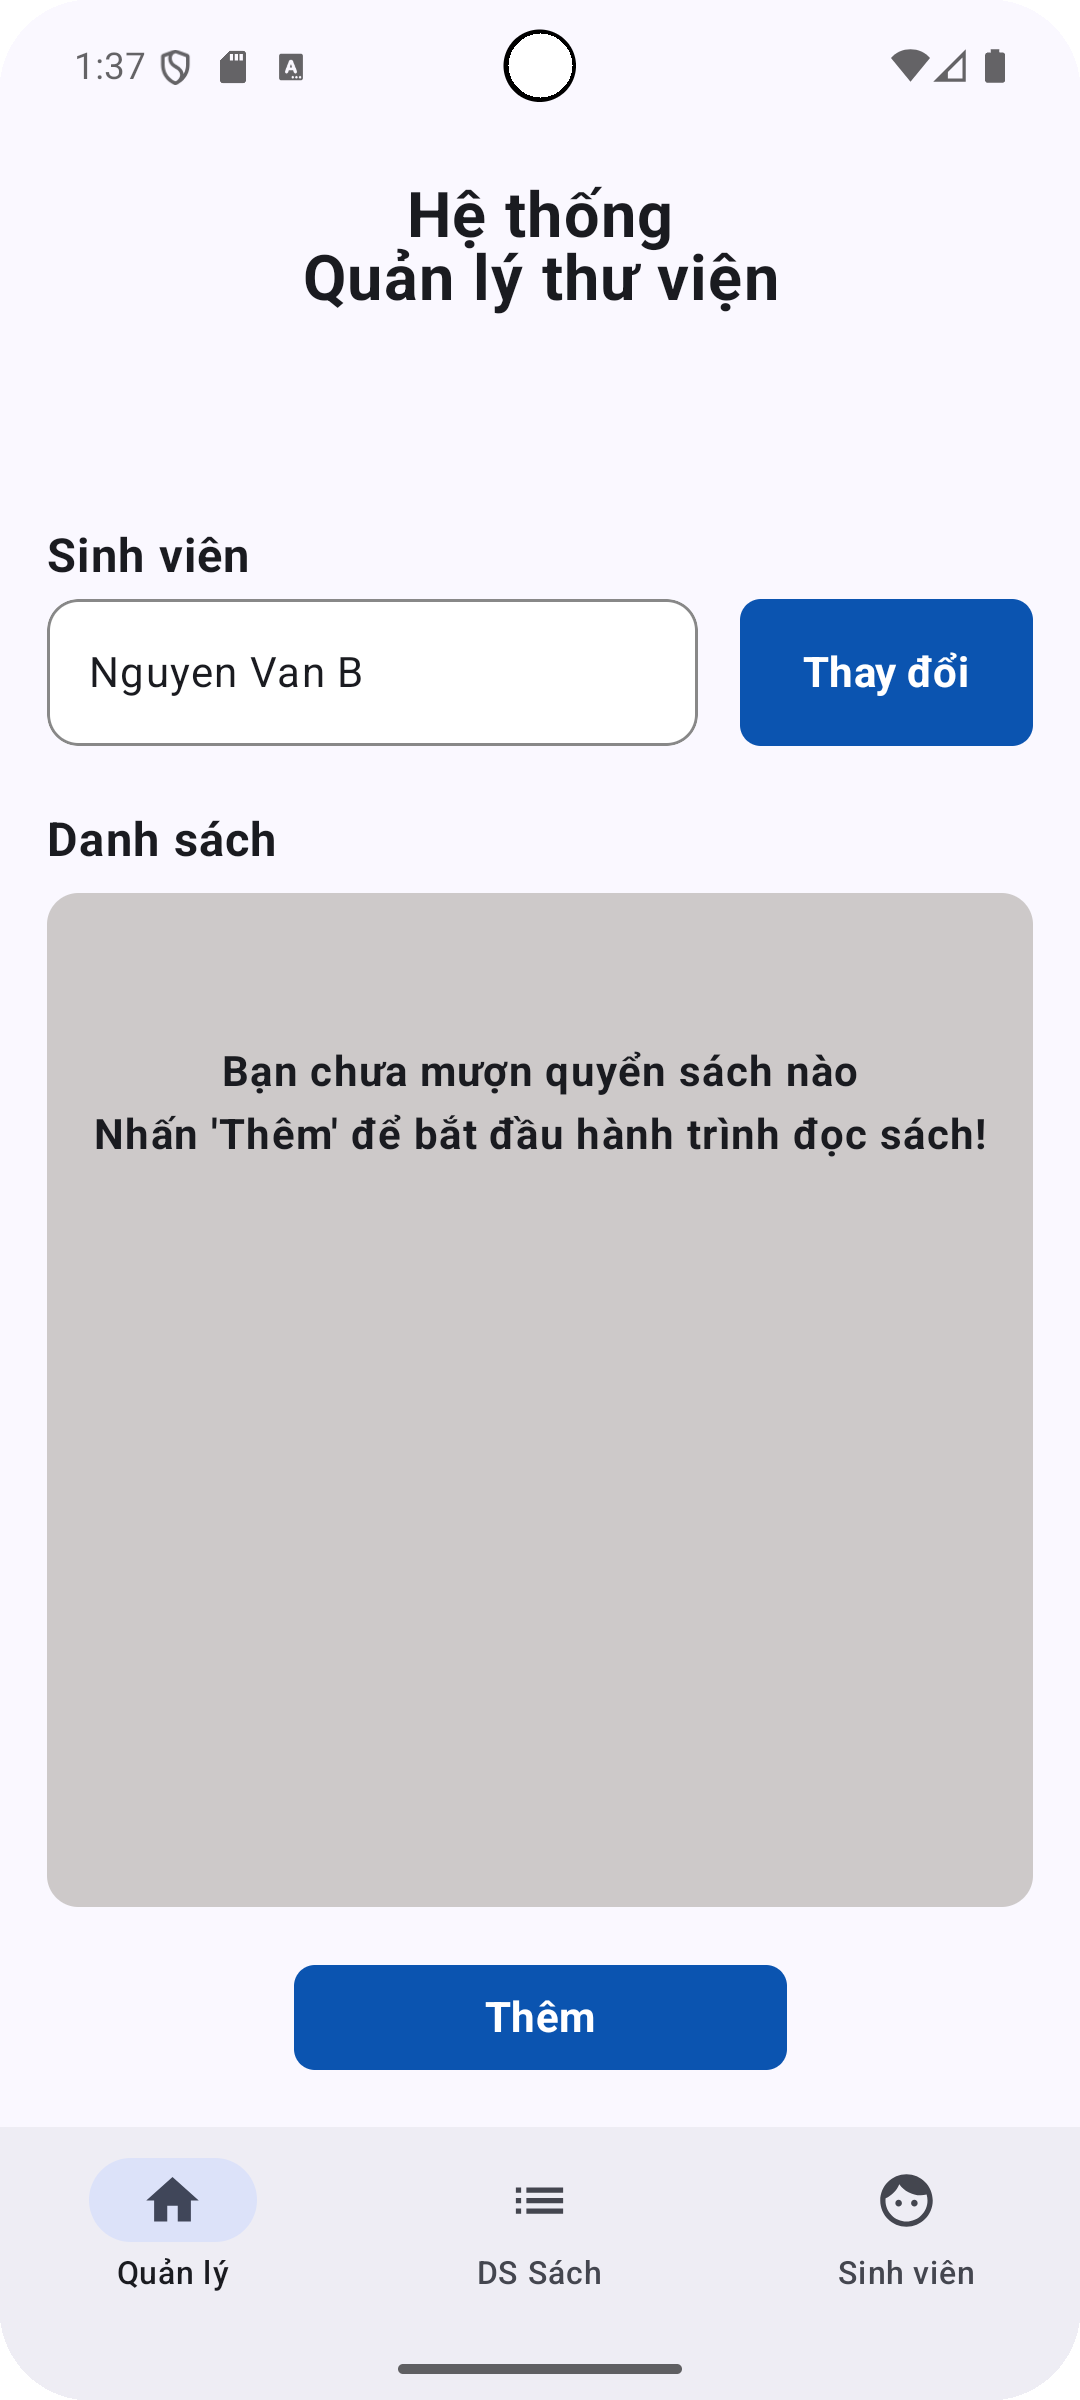 1:37
Hệ thống
Quản lý thư viện
Sinh viên
Nguyen Van B
Thay đổi
Danh sách
Bạn chưa mượn quyển sách nào
Nhấn 'Thêm' để bắt đầu hành trình đọc sách!
Thêm
Quản lý
DS Sách
Sinh viên